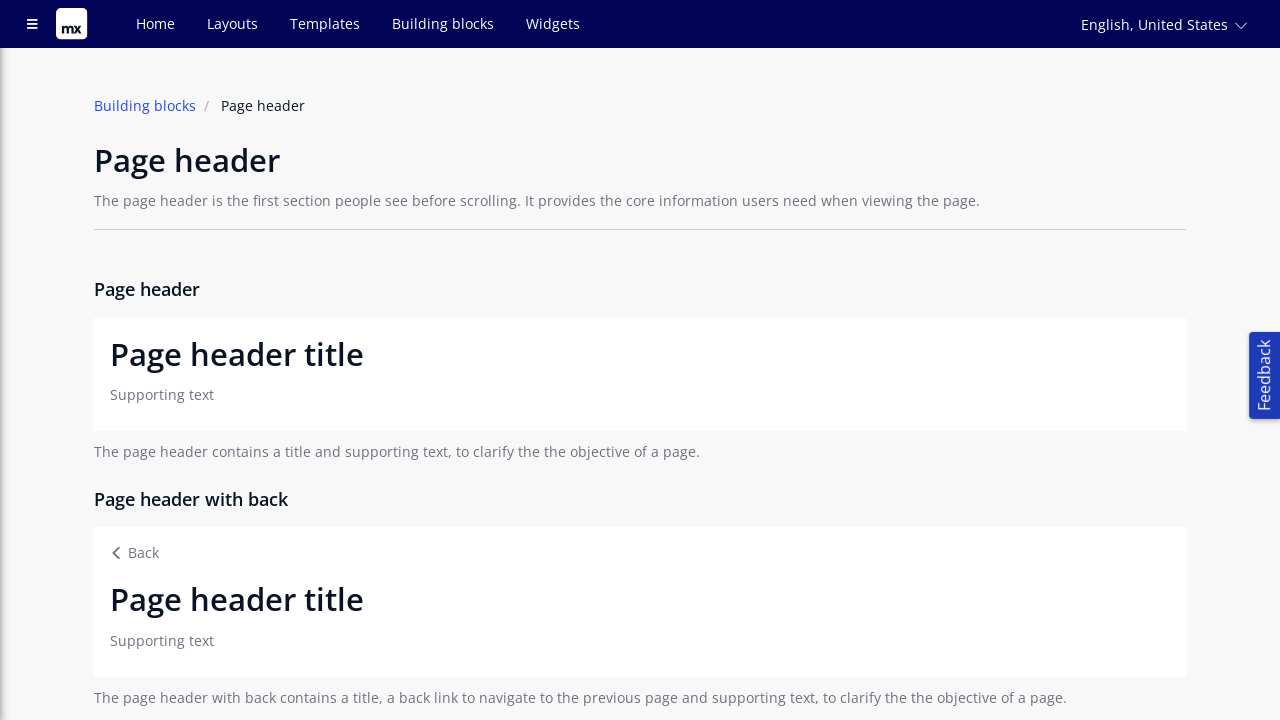 mx
Home
Layouts
Templates
Building blocks
Widgets
English, United States
Building blocks / Page header
Page header
The page header is the first section people see before scrolling. It provides the core information users need when viewing the page.
Page header
Page header title
Supporting text
The page header contains a title and supporting text, to clarify the the objective of a page.
Feedback
Page header with back
Back
Page header title
Supporting text
The page header with back contains a title, a back link to navigate to the previous page and supporting text, to clarify the the objective of a page.